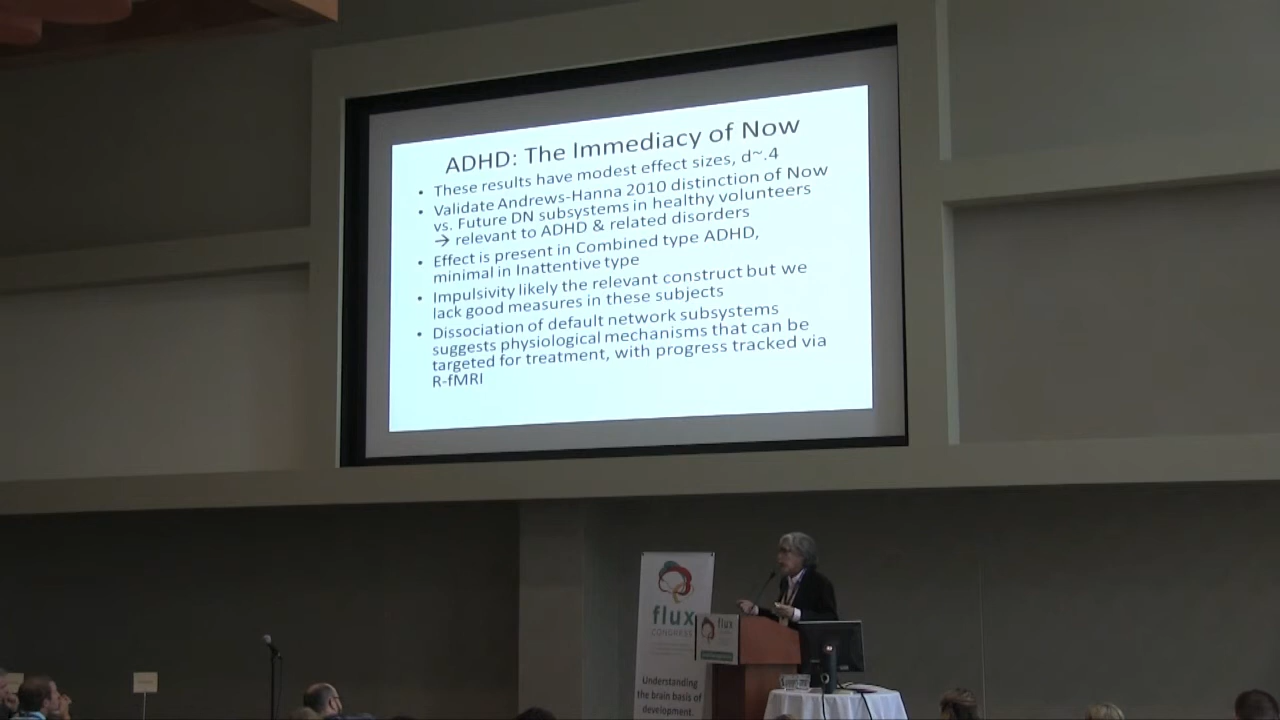 ADHD: The Immediacy of Now
• These results have modest effect sizes, d~.4
• Validate Andrews-Hanna 2010 distinction of Now
vs. Future DN subsystems in healthy volunteers
→ relevant to ADHD & related disorders
• Effect is present in Combined type ADHD,
minimal in Inattentive type
• Impulsivity likely the relevant construct but we
lack good measures in these subjects
• Dissociation of default network subsystems
suggests physiological mechanisms that can be
targeted for treatment, with progress tracked via
R-fMRI
flux
CONGRESS
flux
Understanding
the brain basis of
development.